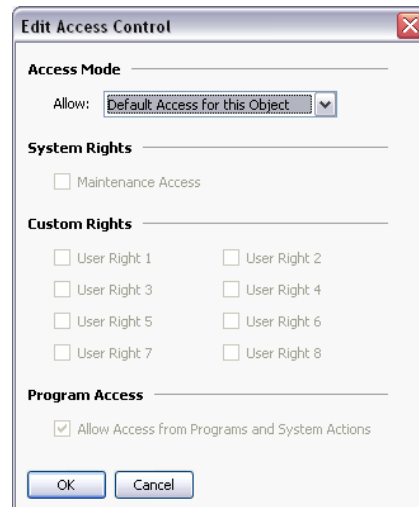 Edit Access Control
Access Mode
Allow: Default Access for this Object
System Rights
Maintenance Access
Custom Rights
User Right 1 User Right 2
User Right 3 User Right 4
User Right 5 User Right 6
User Right 7 User Right 8
Program Access
Allow Access from Programs and System Actions
OK Cancel